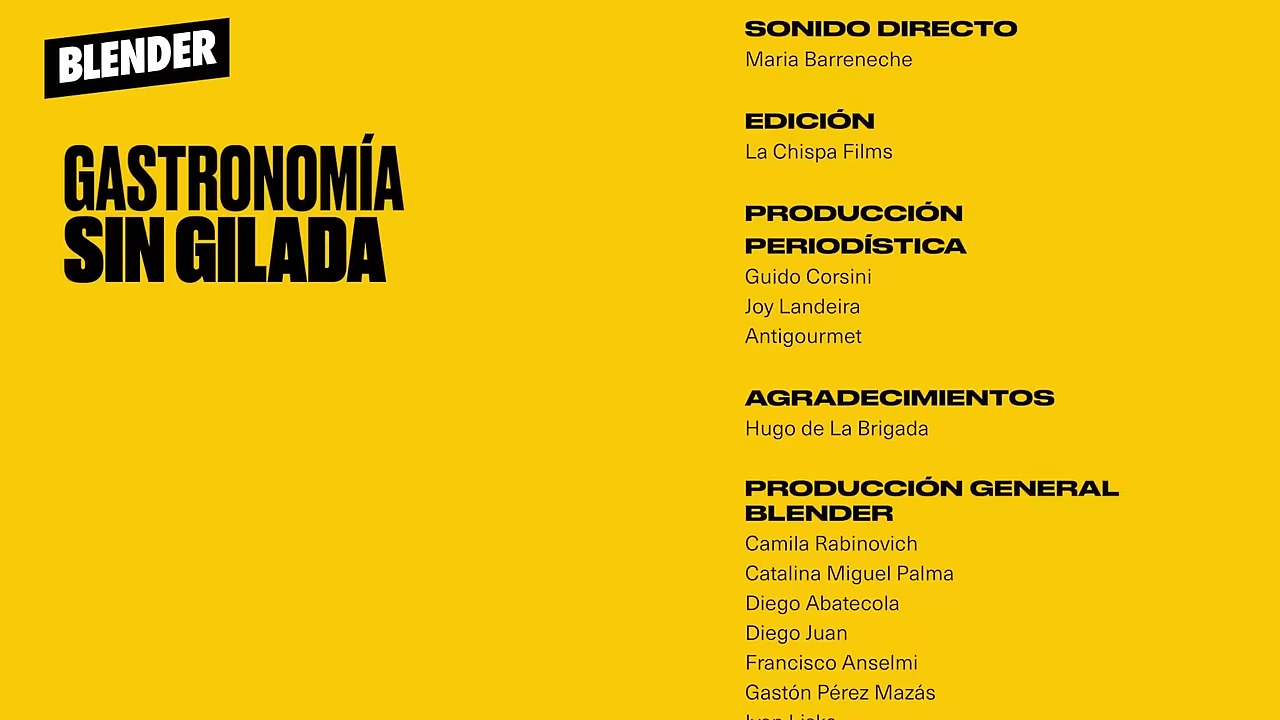 BLENDER
GASTRONOMÍA
SIN GILADA
SONIDO DIRECTO
Maria Barreneche
EDICIÓN
La Chispa Films
PRODUCCIÓN
PERIODÍSTICA
Guido Corsini
Joy Landeira
Antigourmet
AGRADECIMIENTOS
Hugo de La Brigada
PRODUCCIÓN GENERAL
BLENDER
Camila Rabinovich
Catalina Miguel Palma
Diego Abatecola
Diego Juan
Francisco Anselmi
Gastón Pérez Mazás